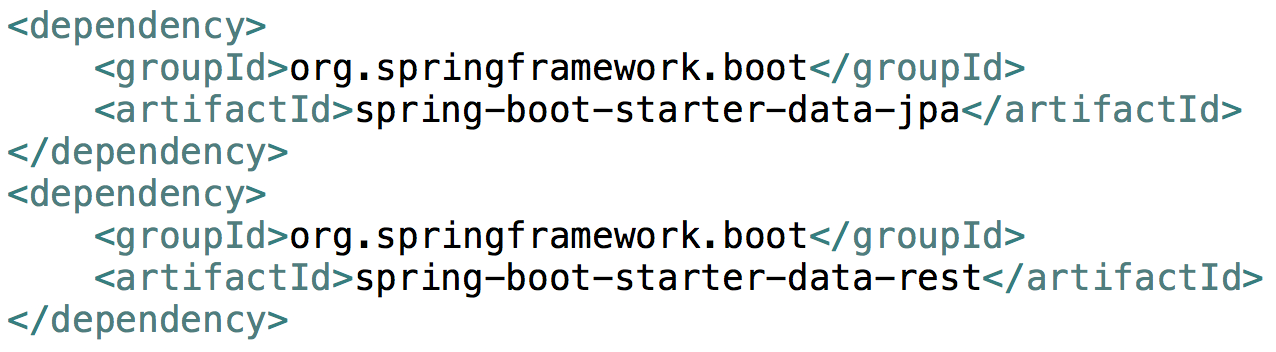 <dependency>
    <groupId>org.springframework.boot</groupId>
    <artifactId>spring-boot-starter-data-jpa</artifactId>
</dependency>
<dependency>
    <groupId>org.springframework.boot</groupId>
    <artifactId>spring-boot-starter-data-rest</artifactId>
</dependency>